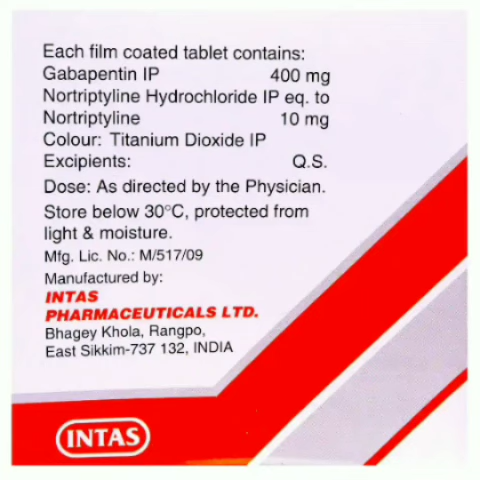 Each film coated tablet contains:
Gabapentin IP 400 mg
Nortriptyline Hydrochloride IP eq. to
Nortriptyline 10 mg
Colour: Titanium Dioxide IP
Excipients: Q.S.
Dose: As directed by the Physician.
Store below 30°C, protected from
light & moisture.
Mfg. Lic. No.: M/517/09
Manufactured by:
INTAS
PHARMACEUTICALS LTD.
Bhagey Khola, Rangpo,
East Sikkim-737 132, INDIA
INTAS